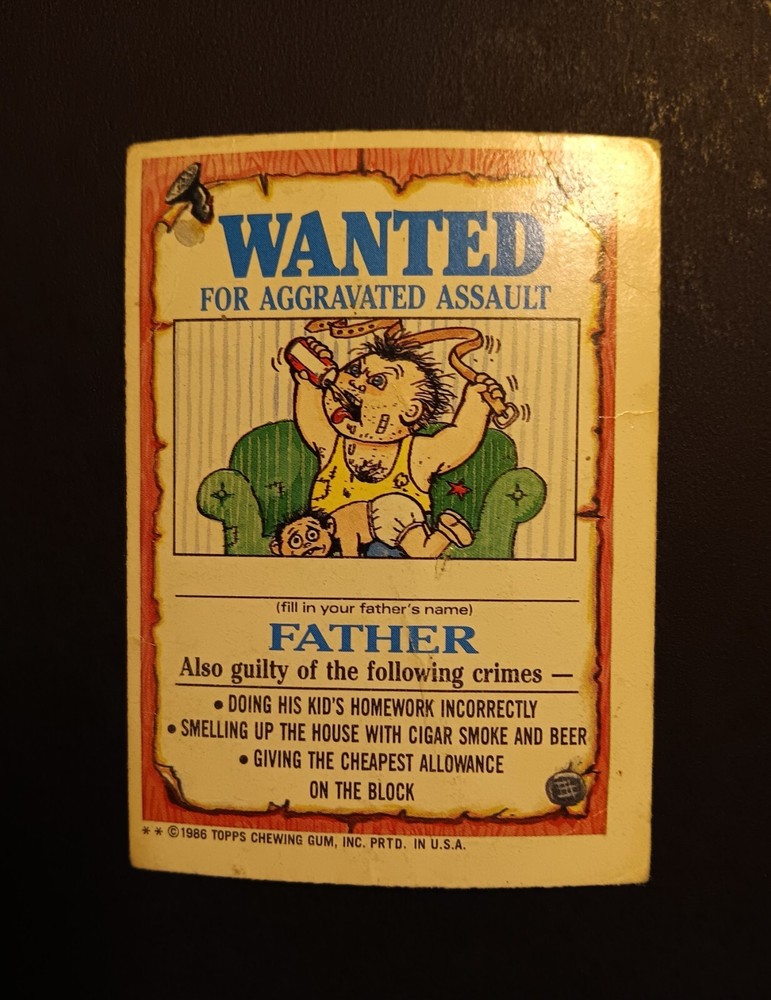 WANTED
FOR AGGRAVATED ASSAULT
(fill in your father's name)
FATHER
Also guilty of the following crimes —
• DOING HIS KID'S HOMEWORK INCORRECTLY
• SMELLING UP THE HOUSE WITH CIGAR SMOKE AND BEER
• GIVING THE CHEAPEST ALLOWANCE
ON THE BLOCK
* * ©1986 TOPPS CHEWING GUM, INC. PRTD. IN U.S.A.